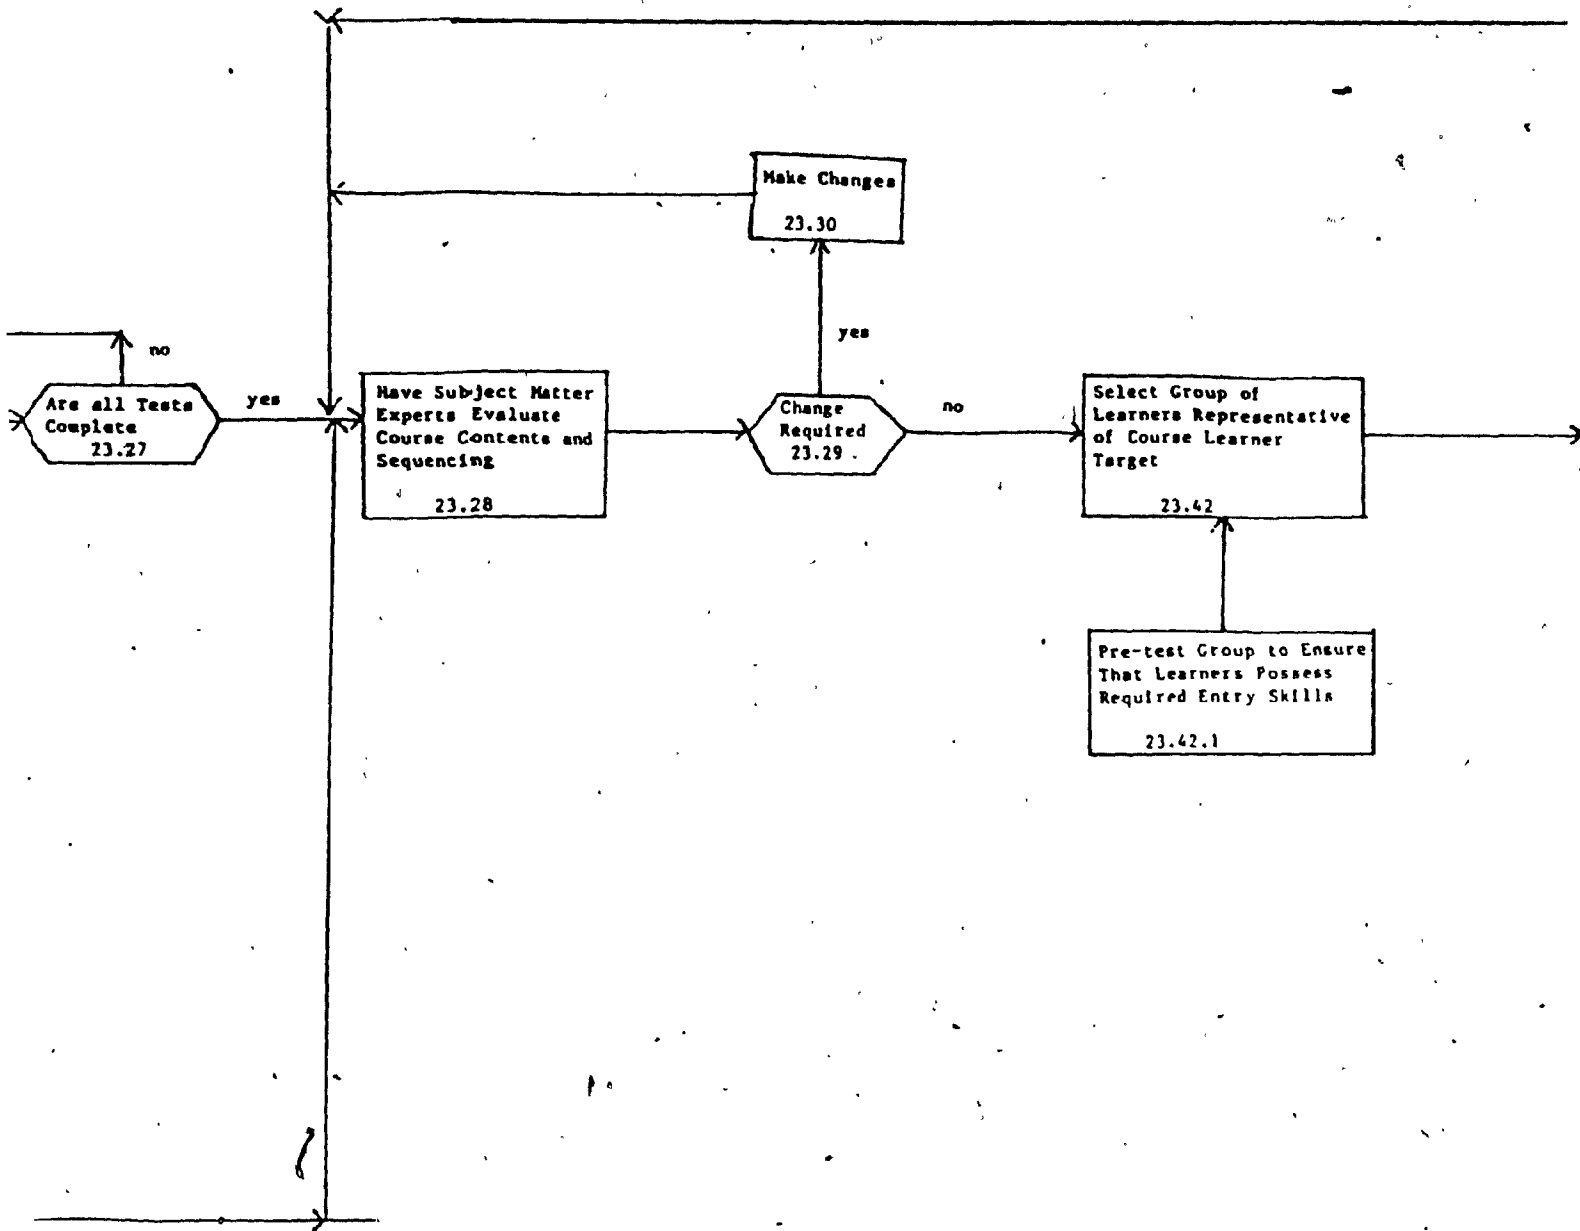 Make Changes
23.30
yes
no
Are all Tests
Complete
23.27
yes
Have Subject Matter
Experts Evaluate
Course Contents and
Sequencing
23.28
Change
Required
23.29
no
Select Group of
Learners Representative
of Course Learner
Target
23.42
Pre-test Group to Ensure
That Learners Possess
Required Entry Skills
23.42.1